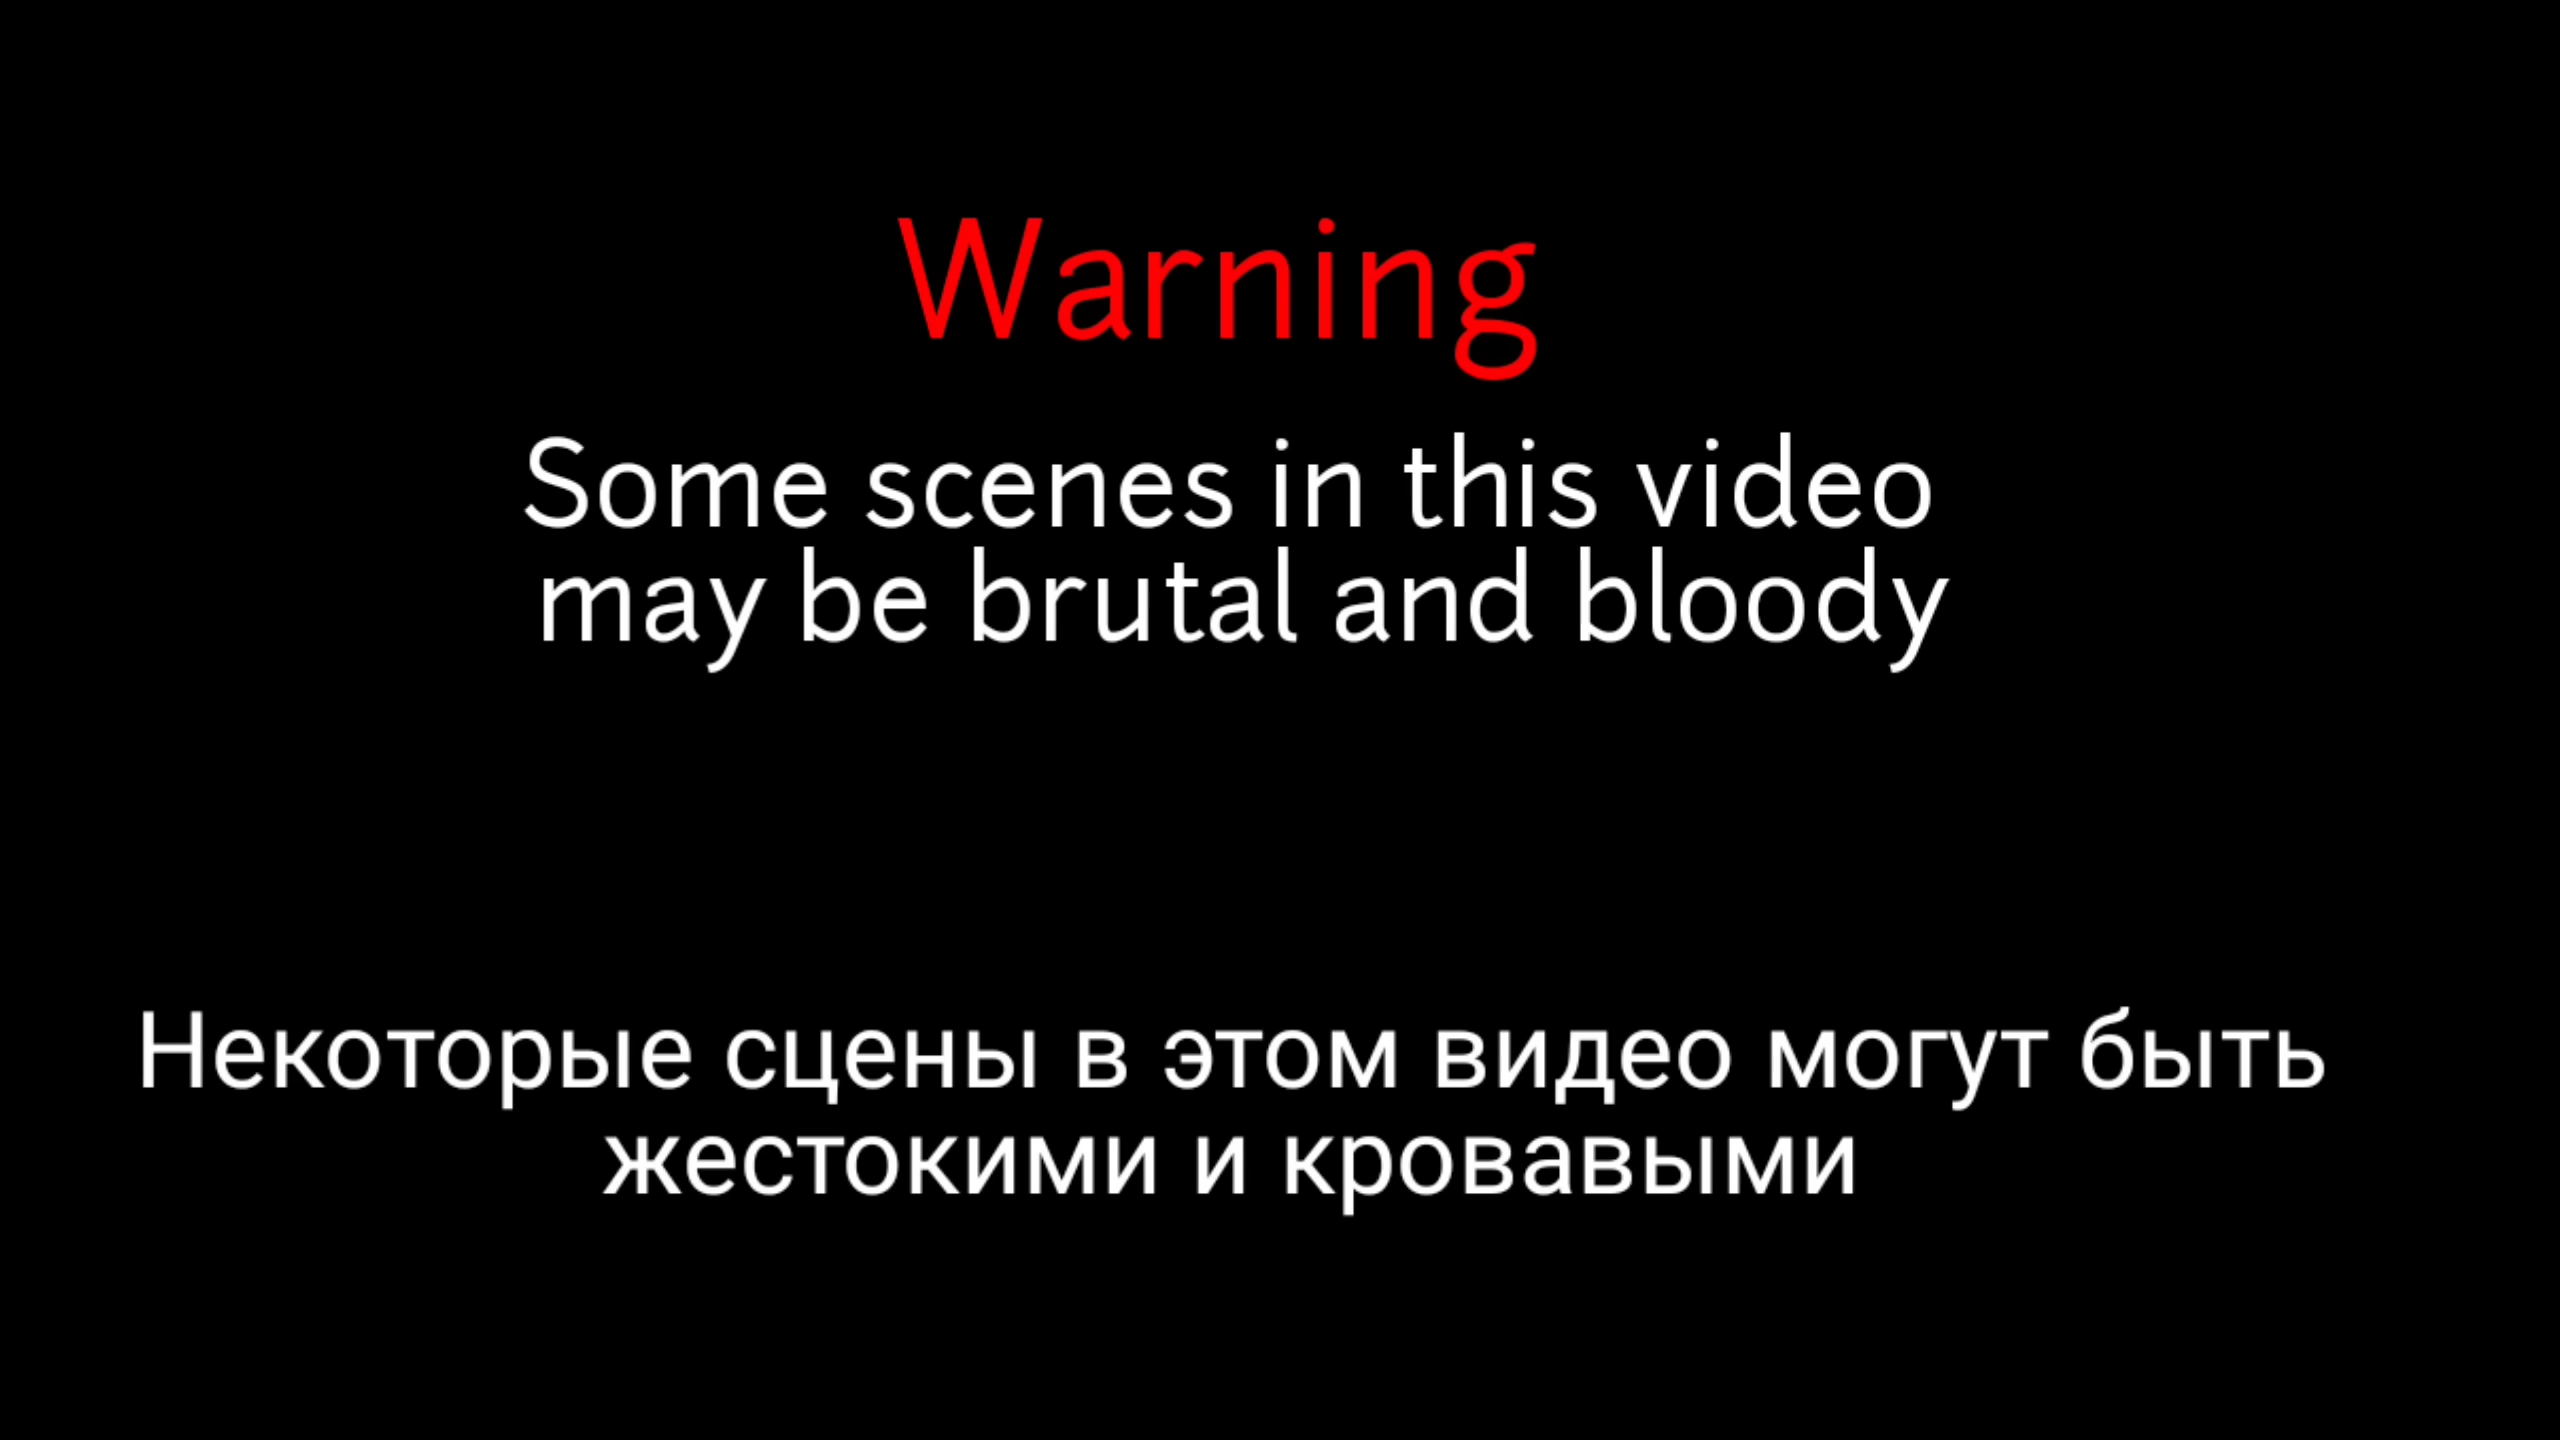 Warning
Some scenes in this video
may be brutal and bloody
Некоторые сцены в этом видео могут быть
жестокими и кровавыми